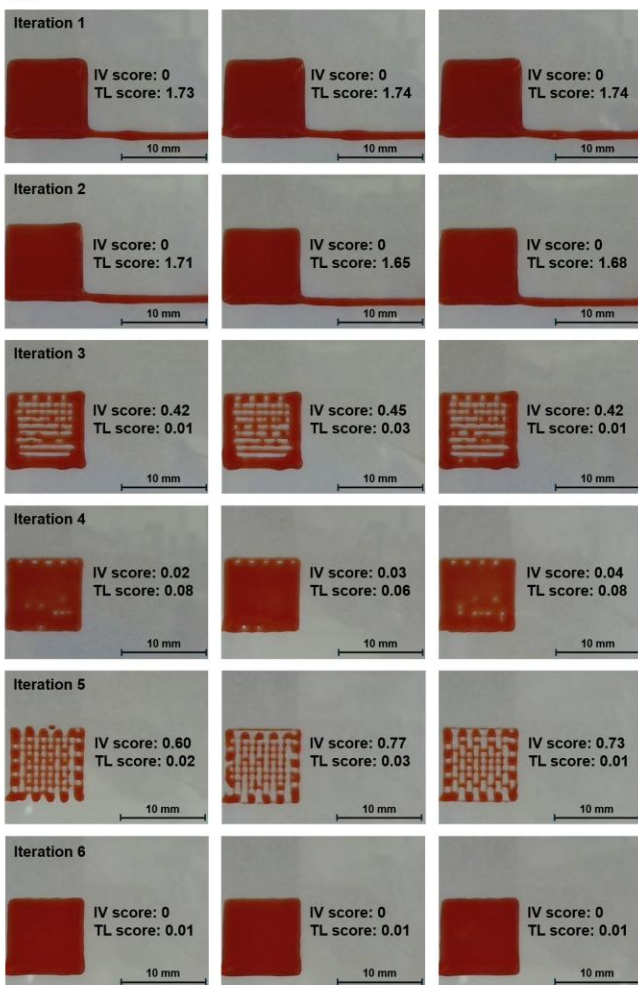 Iteration 1
IV score: 0
TL score: 1.73
10 mm
IV score: 0
TL score: 1.74
10 mm
IV score: 0
TL score: 1.74
10 mm
Iteration 2
IV score: 0
TL score: 1.71
10 mm
IV score: 0
TL score: 1.65
10 mm
IV score: 0
TL score: 1.68
10 mm
Iteration 3
IV score: 0.42
TL score: 0.01
10 mm
IV score: 0.45
TL score: 0.03
10 mm
IV score: 0.42
TL score: 0.01
10 mm
Iteration 4
IV score: 0.02
TL score: 0.08
10 mm
IV score: 0.03
TL score: 0.06
10 mm
IV score: 0.04
TL score: 0.08
10 mm
Iteration 5
IV score: 0.60
TL score: 0.02
10 mm
IV score: 0.77
TL score: 0.03
10 mm
IV score: 0.73
TL score: 0.01
10 mm
Iteration 6
IV score: 0
TL score: 0.01
10 mm
IV score: 0
TL score: 0.01
10 mm
IV score: 0
TL score: 0.01
10 mm